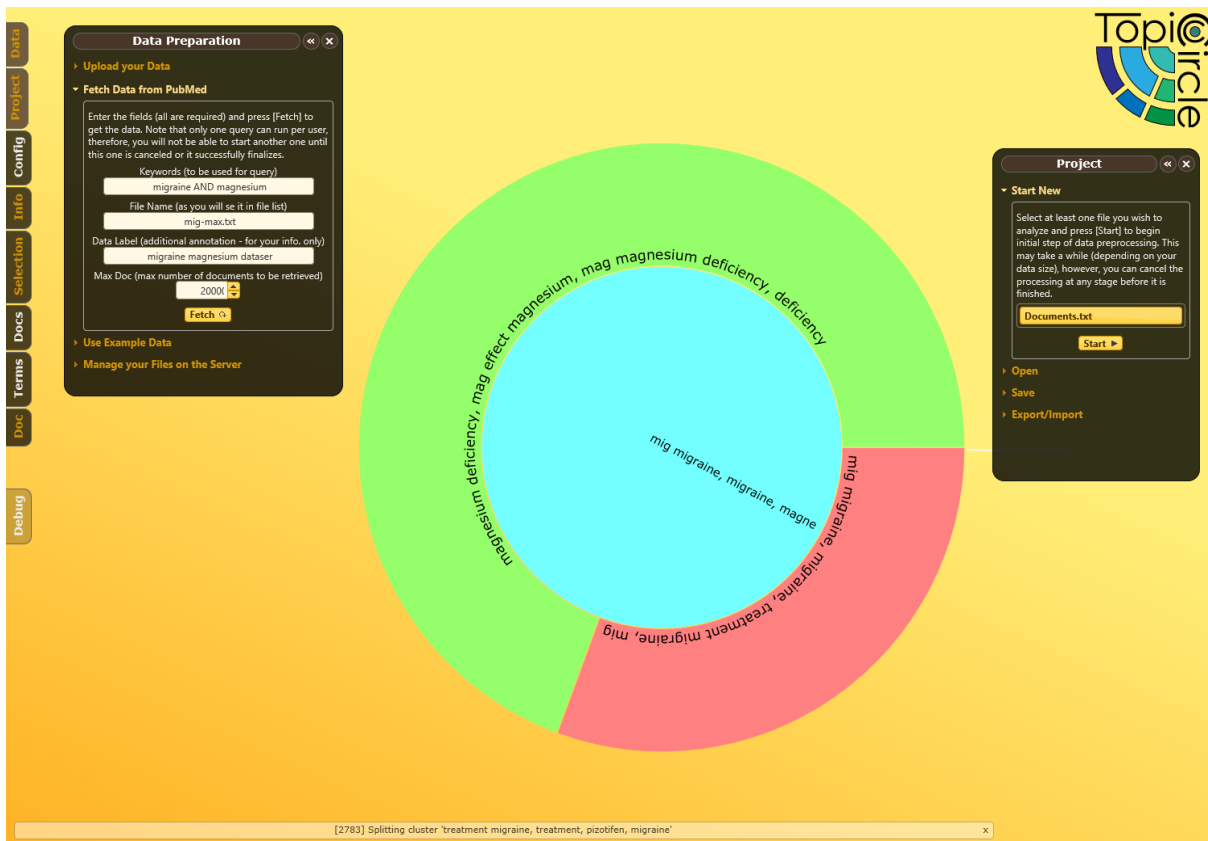 Data
Project
Config
Info
Selection
Docs
Terms
Doc
Debug
Data Preparation
«
x
Upload your Data
Fetch Data from PubMed
Enter the fields (all are required) and press [Fetch] to
get the data. Note that only one query can run per user,
therefore, you will not be able to start another one until
this one is canceled or it successfully finalizes.
Keywords (to be used for query)
migraine AND magnesium
File Name (as you will se it in file list)
mig-max.txt
Data Label (additional annotation - for your info. only)
migraine magnesium dataser
Max Doc (max number of documents to be retrieved)
2000
Fetch
Use Example Data
Manage your Files on the Server
magnesium deficiency, mag effect magnesium, mag magnesium deficiency, deficiency
mig migraine, migraine, magne
mig migraine, migraine, treatment migraine, mig
Topic
Circle
Project
«
x
Start New
Select at least one file you wish to
analyze and press [Start] to begin
initial step of data preprocessing. This
may take a while (depending on your
data size), however, you can cancel the
processing at any stage before it is
finished.
Documents.txt
Start
Open
Save
Export/Import
[2783] Splitting cluster 'treatment migraine, treatment, pizotifen, migraine'
x